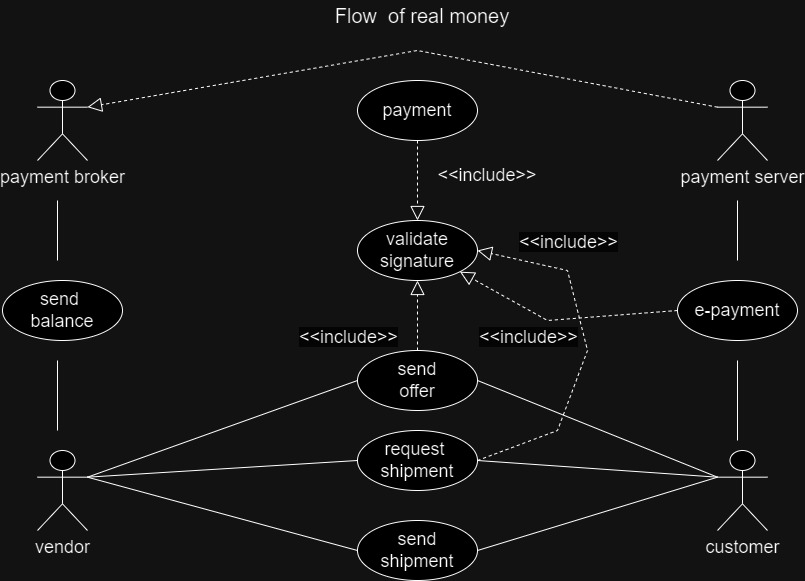 Flow  of real money
payment
payment broker
<<include>>
payment server
validate
signature
<<include>>
send
balance
e-payment
<<include>>
<<include>>
send
offer
request
shipment
send
shipment
vendor
customer